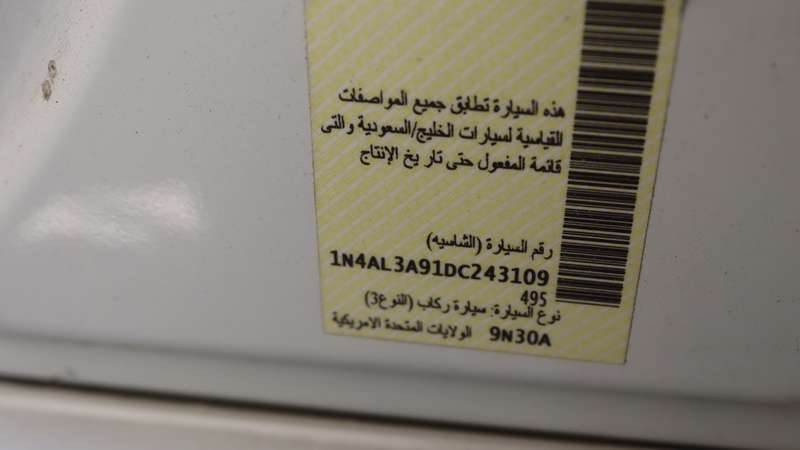 هذه السيارة تطابق جميع المواصفات
القياسية لسيارات الخليج/السعودية والتى
قائمة المفعول حتى تاريخ الإنتاج
رقم السيارة (الشاسيه)
1N4AL3A91DC243109
495
نوع السيارة: سيارة ركاب (النوع3)
9N30A الولايات المتحدة الامريكية